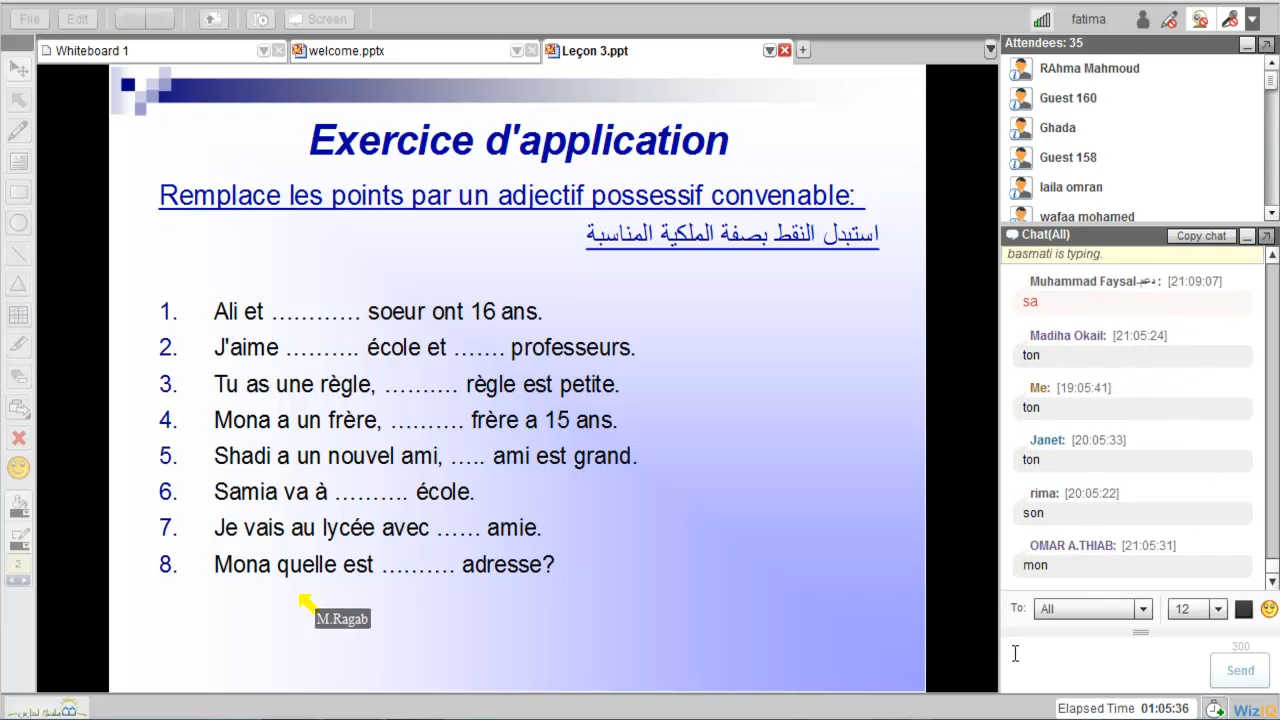 File
Edit
Screen
fatima
Whiteboard 1
welcome.pptx
Leçon 3.ppt
Attendees: 35
RAhma Mahmoud
Guest 160
Ghada
Guest 158
laila omran
wafaa mohamed
Exercice d'application
Remplace les points par un adjectif possessif convenable:
استبدل النقط بصفة الملكية المناسبة
1. Ali et ………… soeur ont 16 ans.
2. J'aime ………. école et ……. professeurs.
3. Tu as une règle, ………. règle est petite.
4. Mona a un frère, ………. frère a 15 ans.
5. Shadi a un nouvel ami, ….. ami est grand.
6. Samia va à ………. école.
7. Je vais au lycée avec …… amie.
8. Mona quelle est ………. adresse?
M.Ragab
2
Chat(All)
Copy chat
basmati is typing.
Muhammad Faysal-دعم : [21:09:07]
sa
Madiha Okail: [21:05:24]
ton
Me: [19:05:41]
ton
Janet: [20:05:33]
ton
rima: [20:05:22]
son
OMAR A.THIAB: [21:05:31]
mon
To: All 12
300
Send
Elapsed Time 01:05:36
WizIQ